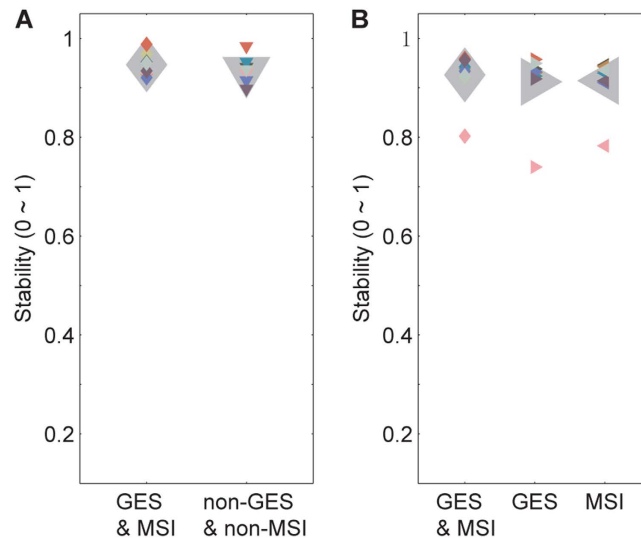 A
Stability (0 ~ 1)
1
0.8
0.6
0.4
0.2
GES
& MSI
non-GES
& non-MSI
B
Stability (0 ~ 1)
1
0.8
0.6
0.4
0.2
GES
& MSI
GES
MSI